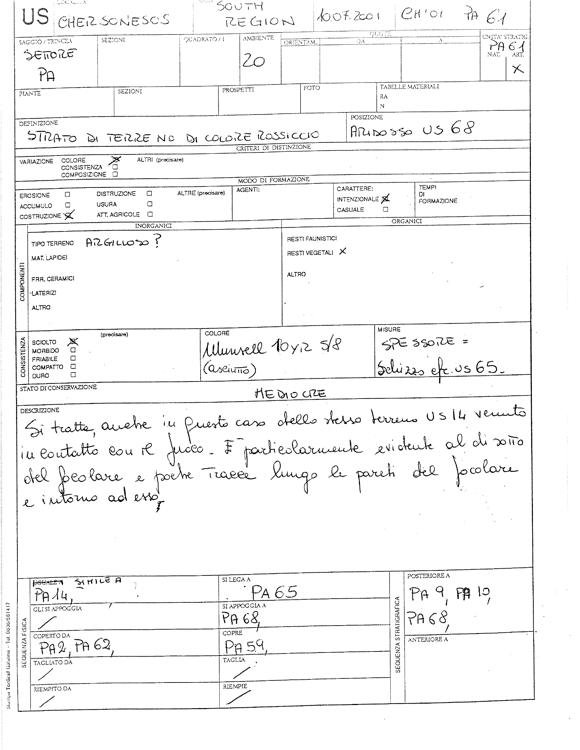 US CHERSONESOS SOUTH REGION 10.07.2001 CH'01 PA 61
SAGGIO / TRINCEA SEZIONE QUADRATO / I AMBIENTE ORIENTAM. QUOTE DA A UNITA' STRATIG
SETTORE PA 20 PA 61
NAT. ART.
X
PIANTE SEZIONI PROSPETTI FOTO TABELLE MATERIALI
RA
N
DEFINIZIONE POSIZIONE
STRATO DI TERRENO DI COLORE ROSSICCIO A RIDOSSO US 68
CRITERI DI DISTINZIONE
VARIAZIONE COLORE X ALTRI (precisare)
CONSISTENZA
COMPOSIZIONE
MODO DI FORMAZIONE
EROSIONE DISTRUZIONE ALTRE (precisare) AGENTI: CARATTERE: TEMPI DI FORMAZIONE
ACCUMULO USURA INTENZIONALE X
COSTRUZIONE X ATT. AGRICOLE CASUALE
INORGANICI ORGANICI
COMPONENTI
TIPO TERRENO ARGILLOSO? RESTI FAUNISTICI
MAT. LAPIDEI RESTI VEGETALI X
FRR. CERAMICI ALTRO
LATERIZI
ALTRO
CONSISTENZA
SCIOLTO X (precisare) COLORE MISURE
MORBIDO Munsell 10YR 5/8 SPESSORE =
FRIABILE (asciutto) Schizzo efc. US 65.
COMPATTO
DURO
STATO DI CONSERVAZIONE
MEDIOCRE
DESCRIZIONE
Si tratta, anche in questo caso dello stesso terreno US 14 venuto
in contatto con il fuoco. È particolarmente evidente al di sotto
del focolare e poche tracce lungo le pareti del focolare
e intorno ad esso,
SEQUENZA FISICA
SIMILE A SI LEGA A
PA14, PA 65
GLI SI APPOGGIA SI APPOGGIA A
/ PA 68,
COPERTO DA COPRE
PA2, PA 62, PA 59,
TAGLIATO DA TAGLIA
/ /
RIEMPITO DA RIEMPIE
/ /
SEQUENZA STRATIGRAFICA
POSTERIORE A
PA 9, PA 10,
PA 68,
ANTERIORE A